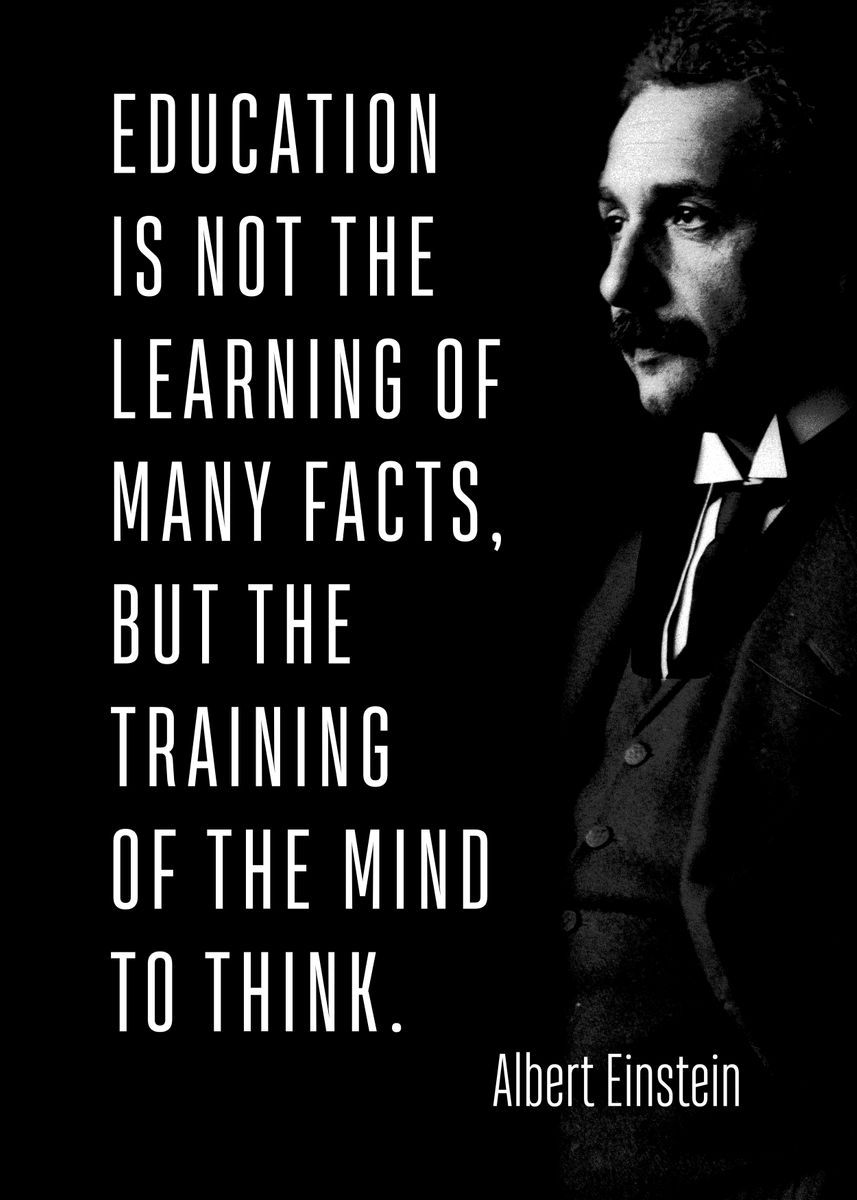 EDUCATION
IS NOT THE
LEARNING OF
MANY FACTS,
BUT THE
TRAINING
OF THE MIND
TO THINK.
Albert Einstein